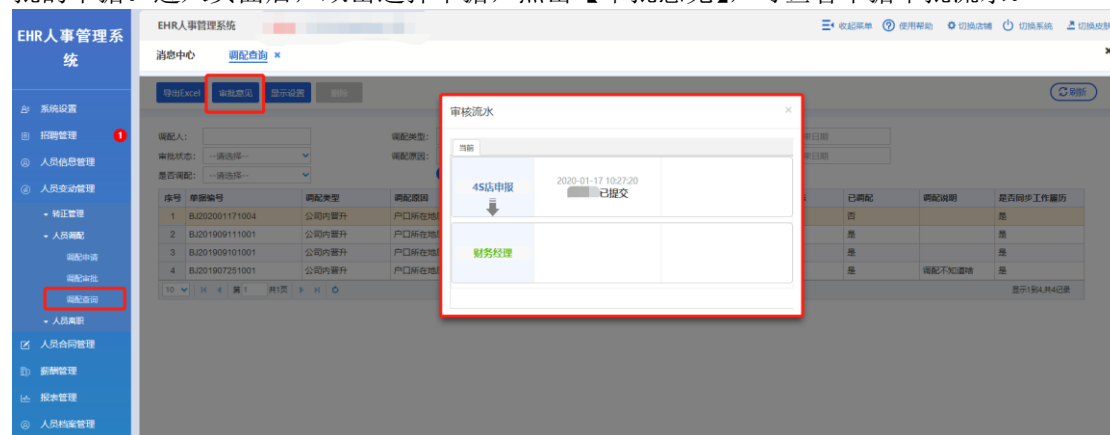 EHR人事管理系统
EHR人事管理系统
收起菜单
使用帮助
切换店铺
切换系统
切换皮肤
消息中心
调配查询 ×
导出Excel
审批意见
显示设置
删除
刷新
系统设置
招聘管理 1
人员信息管理
人员变动管理
转正管理
人员调配
调配申请
调配审批
调配查询
人员离职
人员合同管理
薪酬管理
报表管理
人员档案管理
调配人:
调配类型:
审批状态: --请选择--
调配原因:
是否调配: --请选择--
审核流水 ×
当前
4S店申报
2020-01-17 10:27:20
已提交
财务经理
序号 单据编号 调配类型 调配原因 已调配 调配说明 是否同步工作履历
1 BJ202001171004 公司内晋升 户口所在地 否 是
2 BJ201909111001 公司内晋升 户口所在地 是 是
3 BJ201909101001 公司内晋升 户口所在地 是 是
4 BJ201907251001 公司内晋升 户口所在地 是 调配不知道啥 是
10 第 1 共1页
显示1到4,共4记录